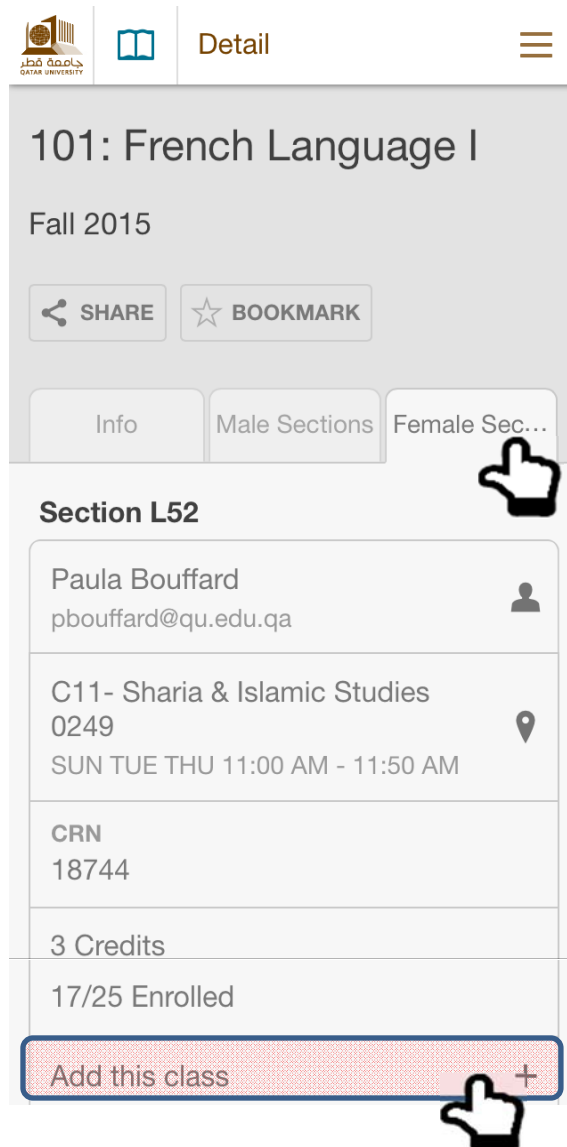 جامعة قطر
QATAR UNIVERSITY
Detail
101: French Language I
Fall 2015
SHARE
BOOKMARK
Info
Male Sections
Female Sec...
Section L52
Paula Bouffard
pbouffard@qu.edu.qa
C11- Sharia & Islamic Studies
0249
SUN TUE THU 11:00 AM - 11:50 AM
CRN
18744
3 Credits
17/25 Enrolled
Add this class